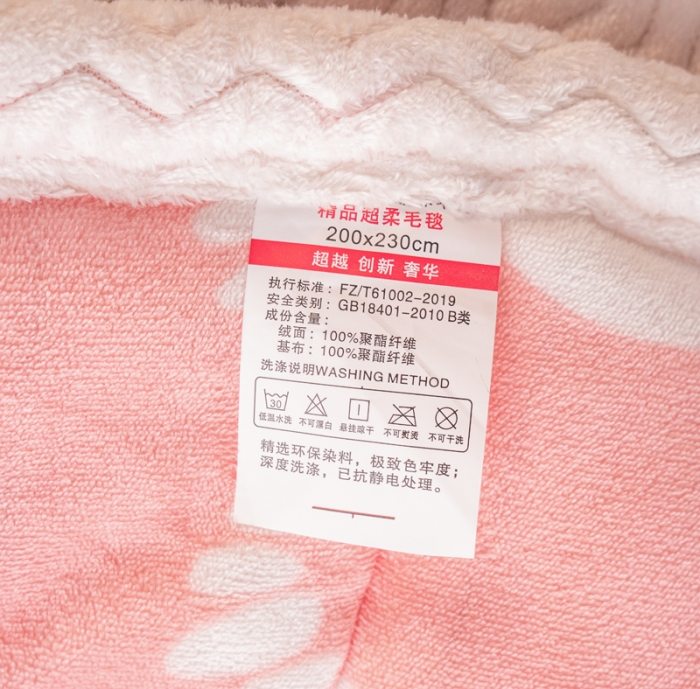 精品超柔毛毯
200x230cm
超越 创新 奢华
执行标准：FZ/T61002-2019
安全类别：GB18401-2010 B类
成份含量：
绒面：100%聚酯纤维
基布：100%聚酯纤维
洗涤说明WASHING METHOD
30
低温水洗 不可漂白 悬挂晾干 不可熨烫 不可干洗
精选环保染料，极致色牢度；
深度洗涤，已抗静电处理。